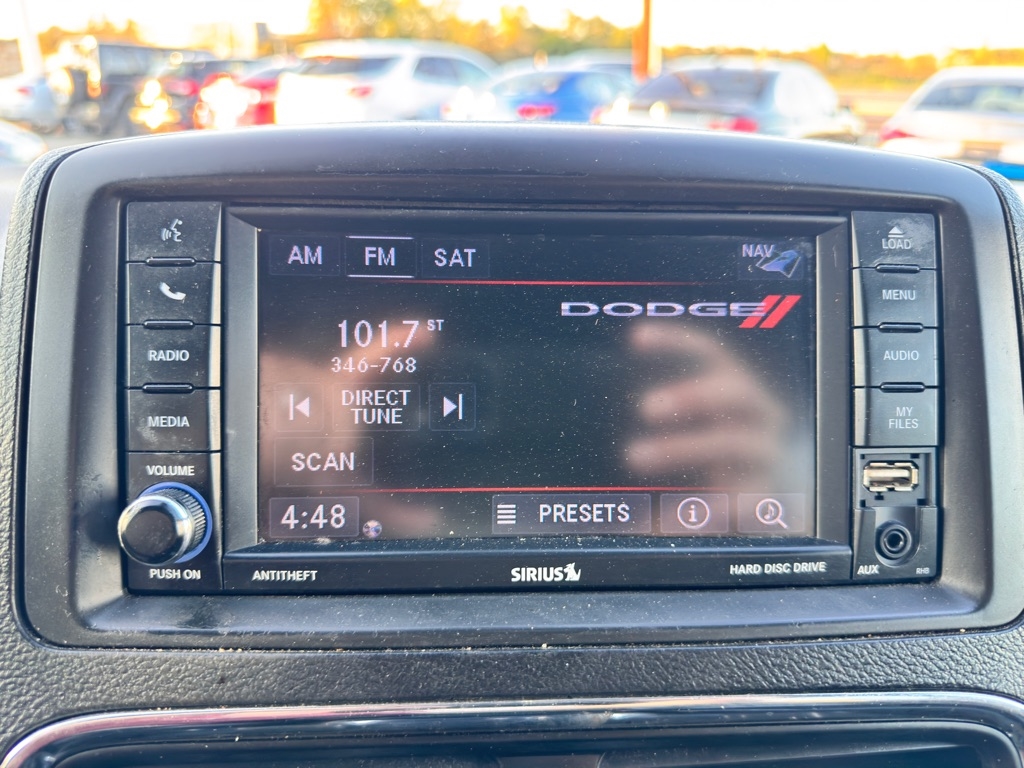 AM FM SAT NAV
DODGE
101.7 ST
346-768
DIRECT
TUNE
SCAN
4:48 PRESETS i
RADIO
MEDIA
VOLUME
PUSH ON
LOAD
MENU
AUDIO
MY
FILES
AUX RHB
ANTITHEFT SIRIUS HARD DISC DRIVE